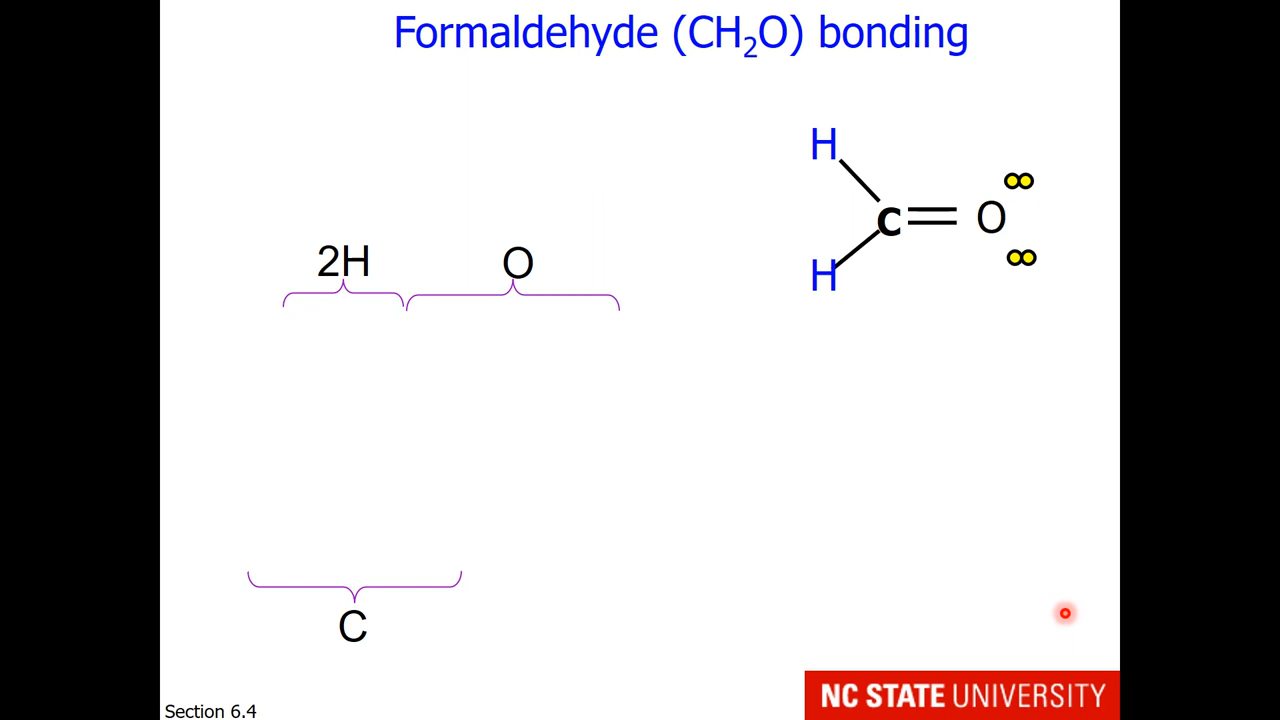 Formaldehyde (CH₂O) bonding
H
C
O
H
2H
O
C
NC STATE UNIVERSITY
Section 6.4